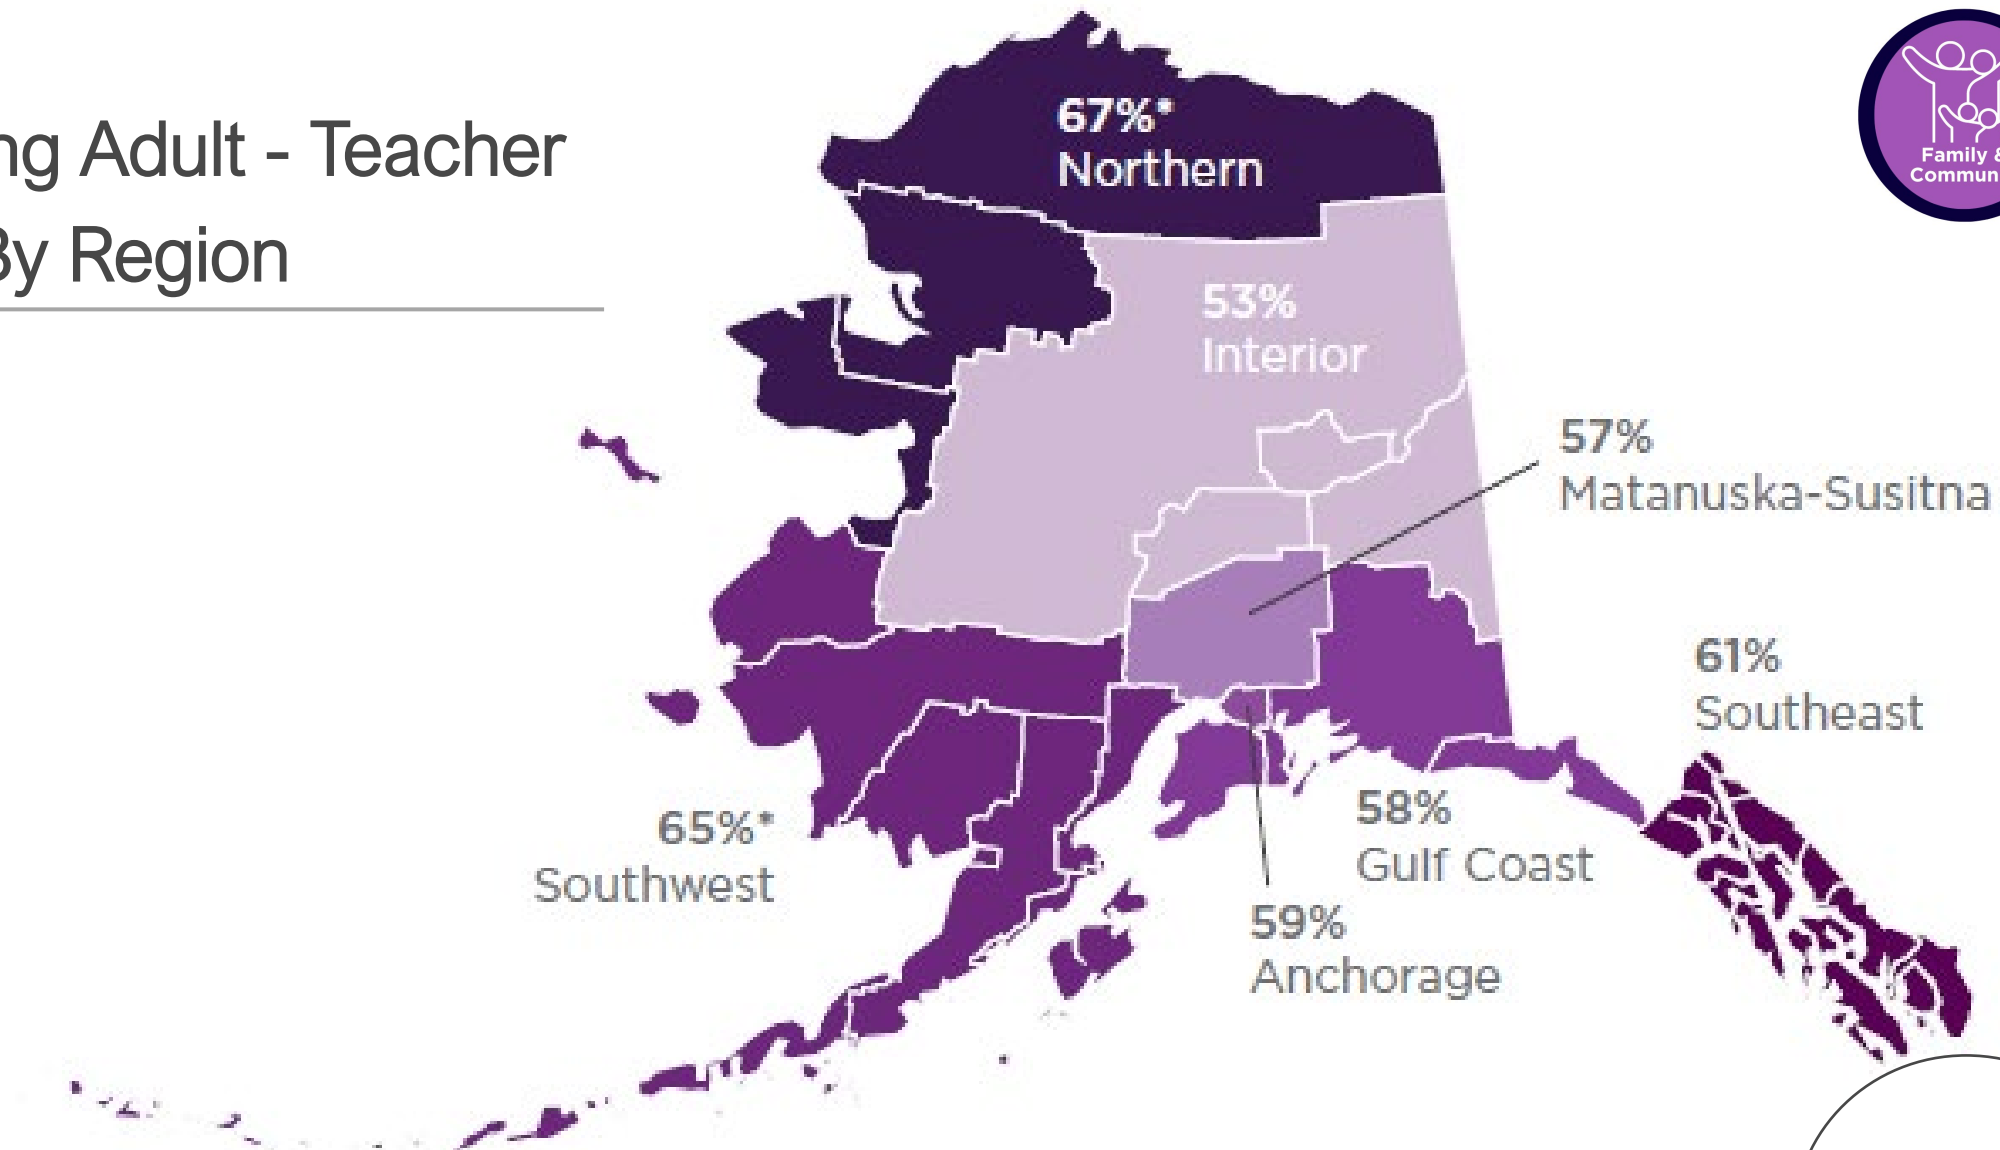 ng Adult - Teacher
By Region
67%*
Northern
53%
Interior
57%
Matanuska-Susitna
61%
Southeast
65%*
Southwest
58%
Gulf Coast
59%
Anchorage
Family &
Commun